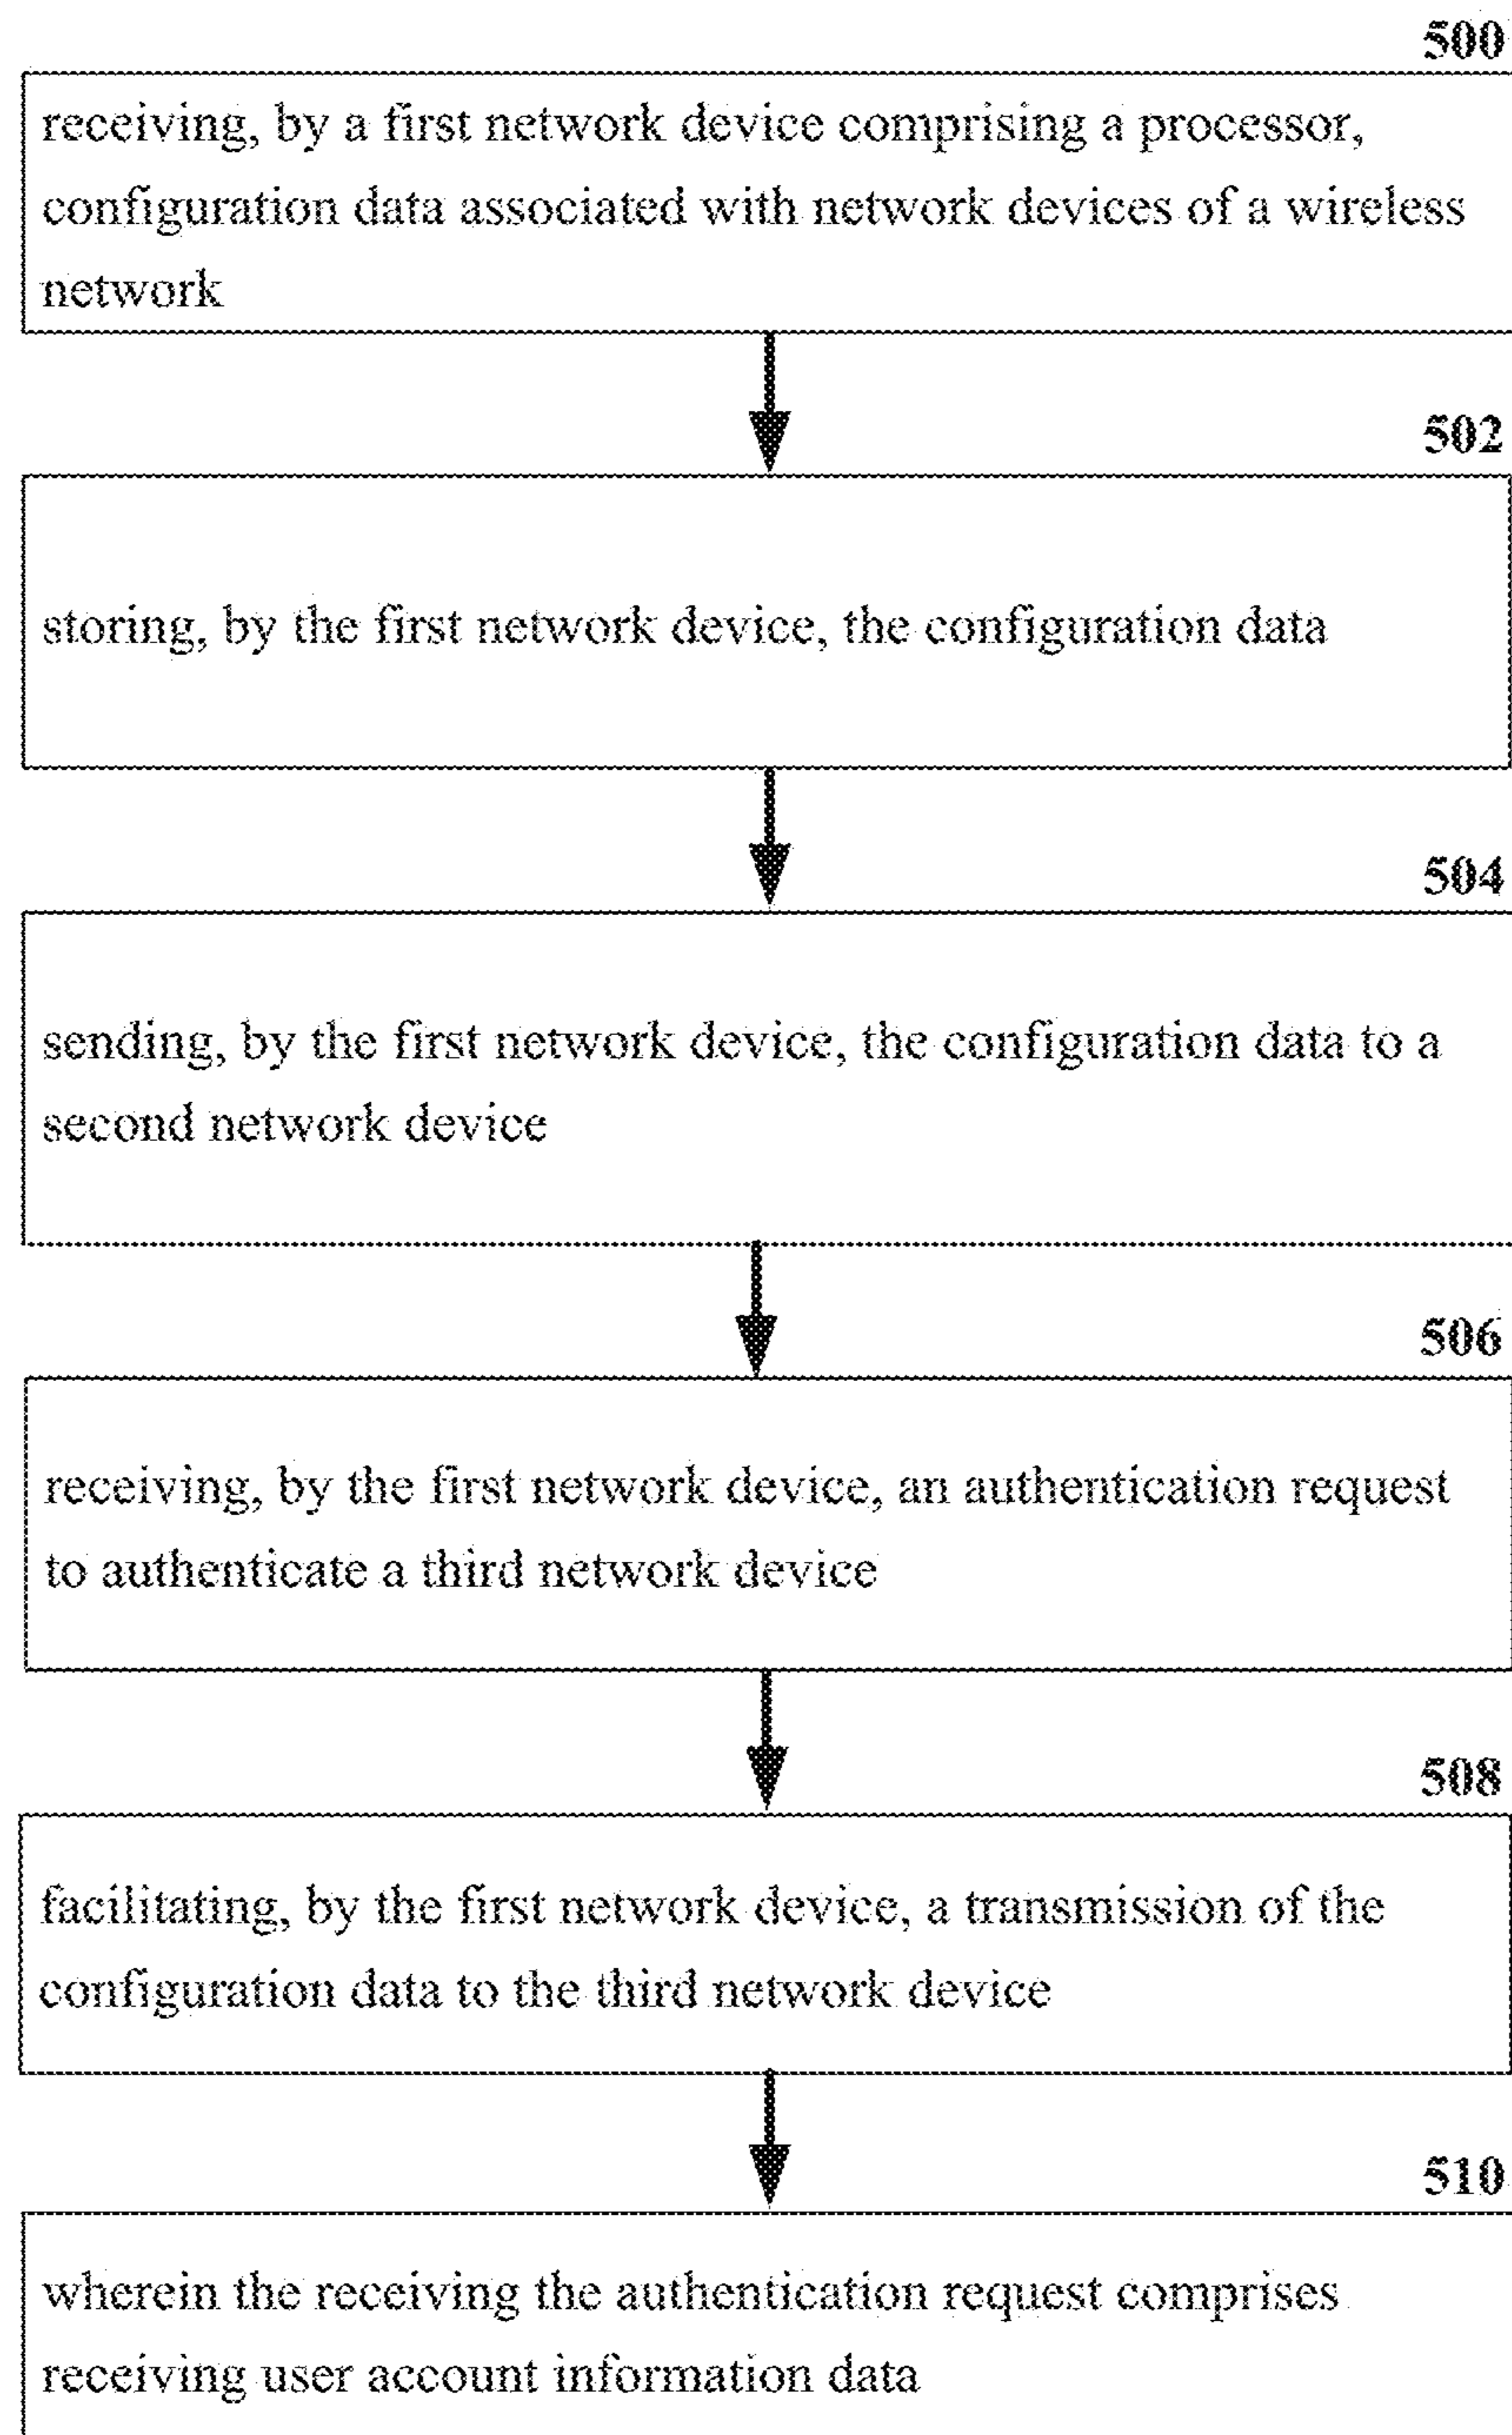 500
receiving, by a first network device comprising a processor,
configuration data associated with network devices of a wireless
network
502
storing, by the first network device, the configuration data
504
sending, by the first network device, the configuration data to a
second network device
506
receiving, by the first network device, an authentication request
to authenticate a third network device
508
facilitating, by the first network device, a transmission of the
configuration data to the third network device
510
wherein the receiving the authentication request comprises
receiving user account information data